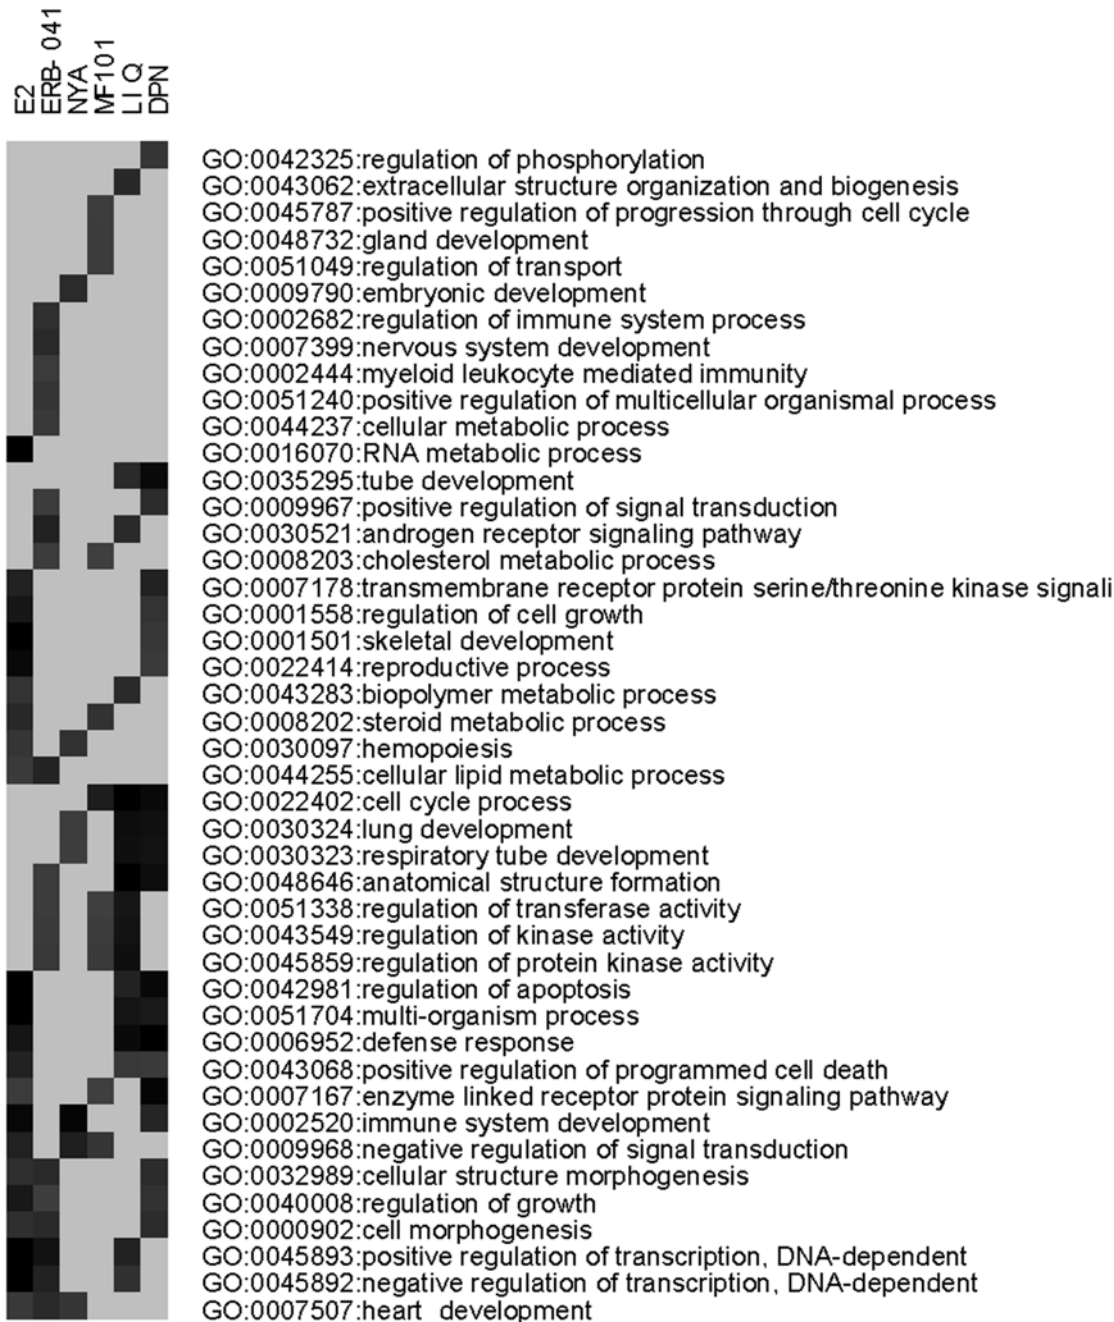 E2
ERB- 041
NYA
MF101
LI Q
DPN
GO:0042325:regulation of phosphorylation
GO:0043062:extracellular structure organization and biogenesis
GO:0045787:positive regulation of progression through cell cycle
GO:0048732:gland development
GO:0051049:regulation of transport
GO:0009790:embryonic development
GO:0002682:regulation of immune system process
GO:0007399:nervous system development
GO:0002444:myeloid leukocyte mediated immunity
GO:0051240:positive regulation of multicellular organismal process
GO:0044237:cellular metabolic process
GO:0016070:RNA metabolic process
GO:0035295:tube development
GO:0009967:positive regulation of signal transduction
GO:0030521:androgen receptor signaling pathway
GO:0008203:cholesterol metabolic process
GO:0007178:transmembrane receptor protein serine/threonine kinase signali
GO:0001558:regulation of cell growth
GO:0001501:skeletal development
GO:0022414:reproductive process
GO:0043283:biopolymer metabolic process
GO:0008202:steroid metabolic process
GO:0030097:hemopoiesis
GO:0044255:cellular lipid metabolic process
GO:0022402:cell cycle process
GO:0030324:lung development
GO:0030323:respiratory tube development
GO:0048646:anatomical structure formation
GO:0051338:regulation of transferase activity
GO:0043549:regulation of kinase activity
GO:0045859:regulation of protein kinase activity
GO:0042981:regulation of apoptosis
GO:0051704:multi-organism process
GO:0006952:defense response
GO:0043068:positive regulation of programmed cell death
GO:0007167:enzyme linked receptor protein signaling pathway
GO:0002520:immune system development
GO:0009968:negative regulation of signal transduction
GO:0032989:cellular structure morphogenesis
GO:0040008:regulation of growth
GO:0000902:cell morphogenesis
GO:0045893:positive regulation of transcription, DNA-dependent
GO:0045892:negative regulation of transcription, DNA-dependent
GO:0007507:heart development